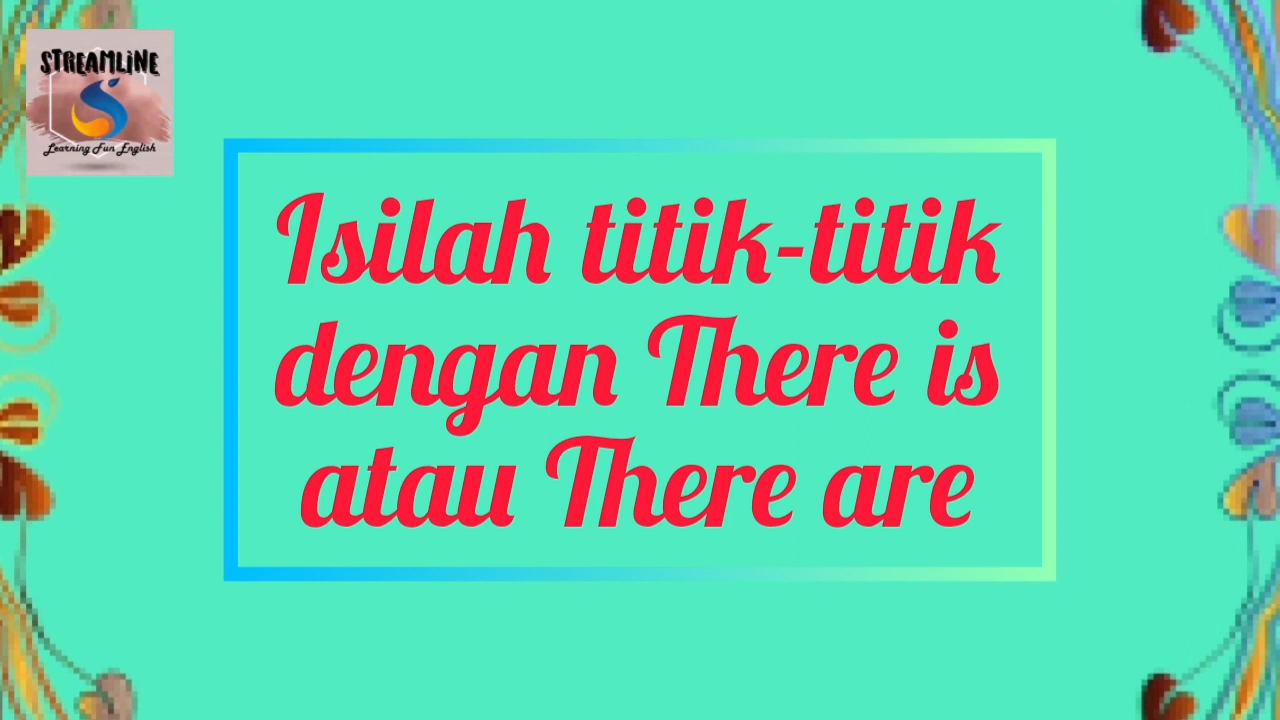 STREAMLINE
Learning Fun English
Isilah titik-titik
dengan There is
atau There are